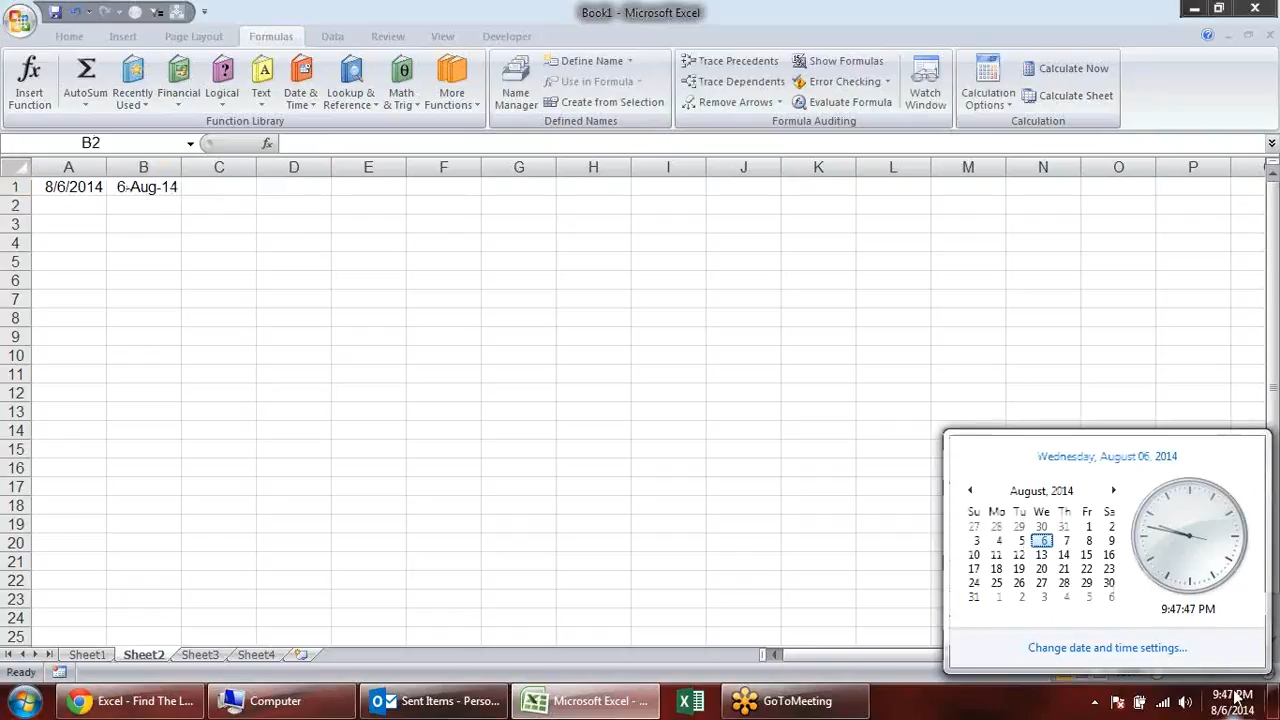 Book1 - Microsoft Excel
Home Insert Page Layout Formulas Data Review View Developer
fx Insert Function
Σ AutoSum
Recently Used
Financial
Logical
Text
Date & Time
Lookup & Reference
Math & Trig
More Functions
Function Library
Name Manager
Define Name
Use in Formula
Create from Selection
Defined Names
Trace Precedents
Trace Dependents
Remove Arrows
Show Formulas
Error Checking
Evaluate Formula
Watch Window
Formula Auditing
Calculation Options
Calculate Now
Calculate Sheet
Calculation
B2 fx
A B C D E F G H I J K L M N O P
1 8/6/2014 6-Aug-14
2
3
4
5
6
7
8
9
10
11
12
13
14
15
16
17
18
19
20
21
22
23
24
25
Wednesday, August 06, 2014
August, 2014
Su Mo Tu We Th Fr Sa
27 28 29 30 31 1 2
3 4 5 6 7 8 9
10 11 12 13 14 15 16
17 18 19 20 21 22 23
24 25 26 27 28 29 30
31 1 2 3 4 5 6
9:47:47 PM
Change date and time settings...
Sheet1 Sheet2 Sheet3 Sheet4
Ready
Excel - Find The L... Computer Sent Items - Perso... Microsoft Excel - ... GoToMeeting
9:47 PM
8/6/2014